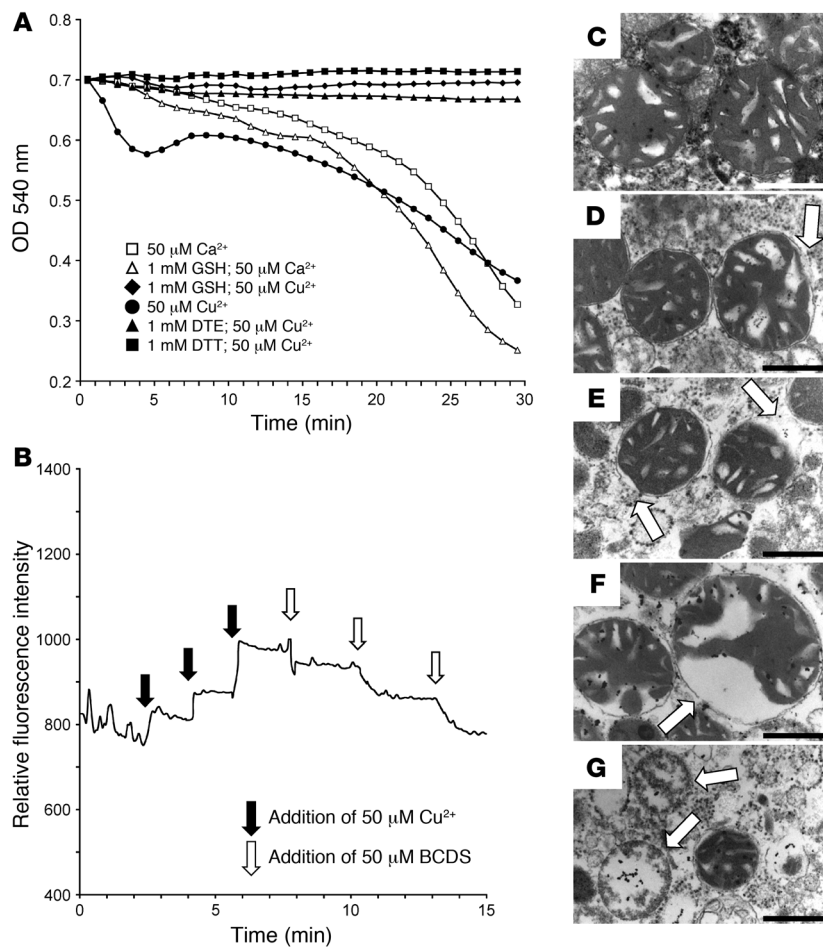 A
0.8
0.7
0.6
0.5
0.4
0.3
0.2
OD 540 nm
50 μM Ca²⁺
1 mM GSH; 50 μM Ca²⁺
1 mM GSH; 50 μM Cu²⁺
50 μM Cu²⁺
1 mM DTE; 50 μM Cu²⁺
1 mM DTT; 50 μM Cu²⁺
0 5 10 15 20 25 30
Time (min)
B
1400
1200
1000
800
600
400
Relative fluorescence intensity
Addition of 50 μM Cu²⁺
Addition of 50 μM BCDS
0 5 10 15
Time (min)
C
D
E
F
G